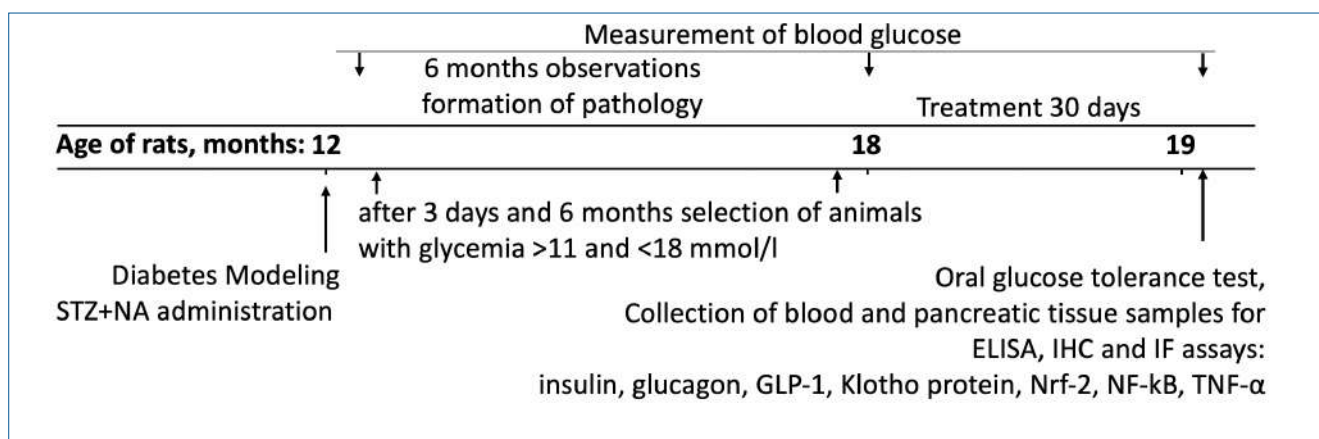 Measurement of blood glucose
6 months observations
formation of pathology
Treatment 30 days
Age of rats, months: 12 18 19
after 3 days and 6 months selection of animals
with glycemia >11 and <18 mmol/l
Diabetes Modeling
STZ+NA administration
Oral glucose tolerance test,
Collection of blood and pancreatic tissue samples for
ELISA, IHC and IF assays:
insulin, glucagon, GLP-1, Klotho protein, Nrf-2, NF-kB, TNF-α